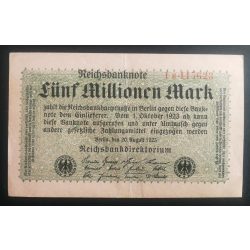 Reichsbanknote
Fünf Millionen Mark
zahlt die Reichsbankhauptkasse in Berlin gegen diese Bank-
note dem Einlieferer. Vom 1. Oktober 1923 ab kann
diese Banknote aufgerufen und unter Umtausch gegen
andere gesetzliche Zahlungsmittel eingezogen werden
Berlin, den 20. August 1923
Reichsbankdirektorium